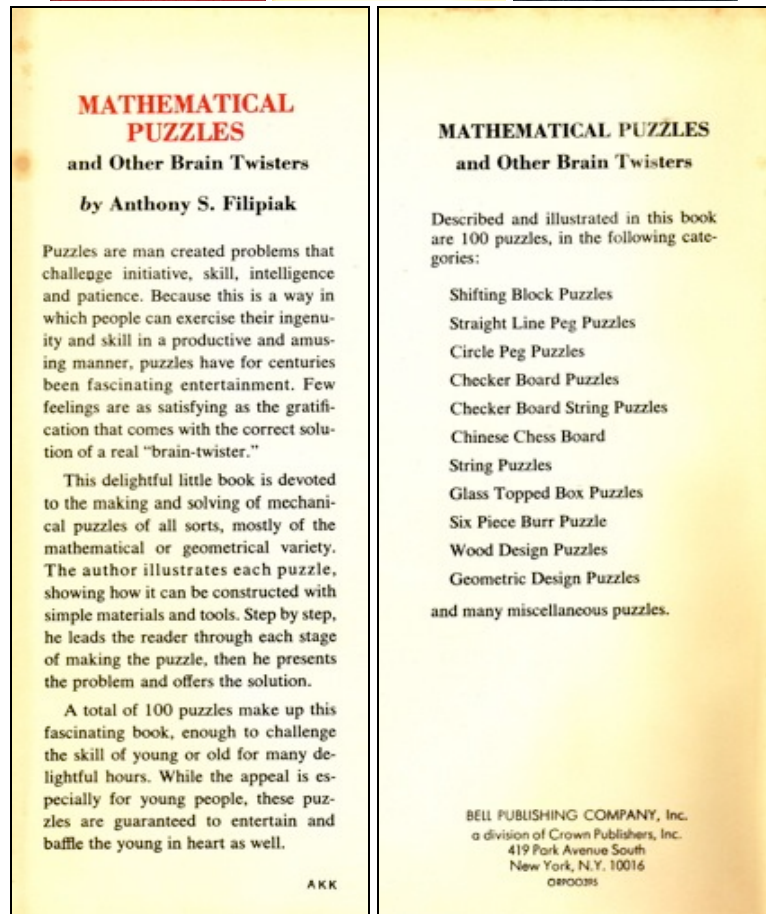 MATHEMATICAL
PUZZLES
and Other Brain Twisters
by Anthony S. Filipiak
Puzzles are man created problems that
challenge initiative, skill, intelligence
and patience. Because this is a way in
which people can exercise their ingenu-
ity and skill in a productive and amus-
ing manner, puzzles have for centuries
been fascinating entertainment. Few
feelings are as satisfying as the gratifi-
cation that comes with the correct solu-
tion of a real “brain-twister.”
This delightful little book is devoted
to the making and solving of mechani-
cal puzzles of all sorts, mostly of the
mathematical or geometrical variety.
The author illustrates each puzzle,
showing how it can be constructed with
simple materials and tools. Step by step,
he leads the reader through each stage
of making the puzzle, then he presents
the problem and offers the solution.
A total of 100 puzzles make up this
fascinating book, enough to challenge
the skill of young or old for many de-
lightful hours. While the appeal is es-
pecially for young people, these puz-
zles are guaranteed to entertain and
baffle the young in heart as well.
AKK
MATHEMATICAL PUZZLES
and Other Brain Twisters
Described and illustrated in this book
are 100 puzzles, in the following cate-
gories:
Shifting Block Puzzles
Straight Line Peg Puzzles
Circle Peg Puzzles
Checker Board Puzzles
Checker Board String Puzzles
Chinese Chess Board
String Puzzles
Glass Topped Box Puzzles
Six Piece Burr Puzzle
Wood Design Puzzles
Geometric Design Puzzles
and many miscellaneous puzzles.
BELL PUBLISHING COMPANY, Inc.
a division of Crown Publishers, Inc.
419 Park Avenue South
New York, N.Y. 10016